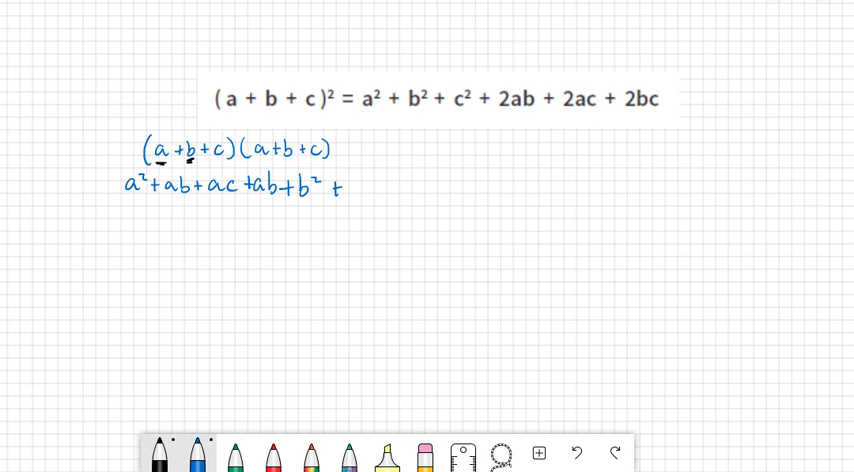 ( a + b + c )² = a² + b² + c² + 2ab + 2ac + 2bc
(a+b+c)(a+b+c)
a²+ab+ac+ab+b²+